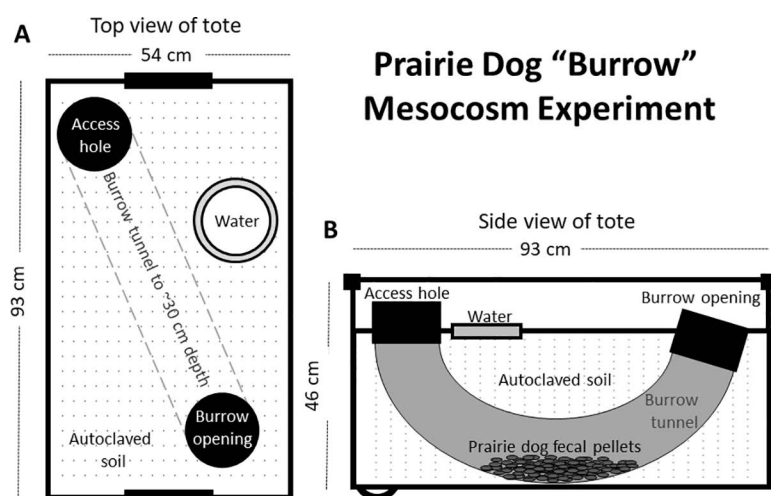 A
Top view of tote
54 cm
Prairie Dog “Burrow”
Mesocosm Experiment
Access
hole
Burrow tunnel to ~30 cm depth
Water
93 cm
Burrow
opening
Autoclaved
soil
B
Side view of tote
93 cm
Access hole
Water
Burrow opening
46 cm
Autoclaved soil
Burrow
tunnel
Prairie dog fecal pellets